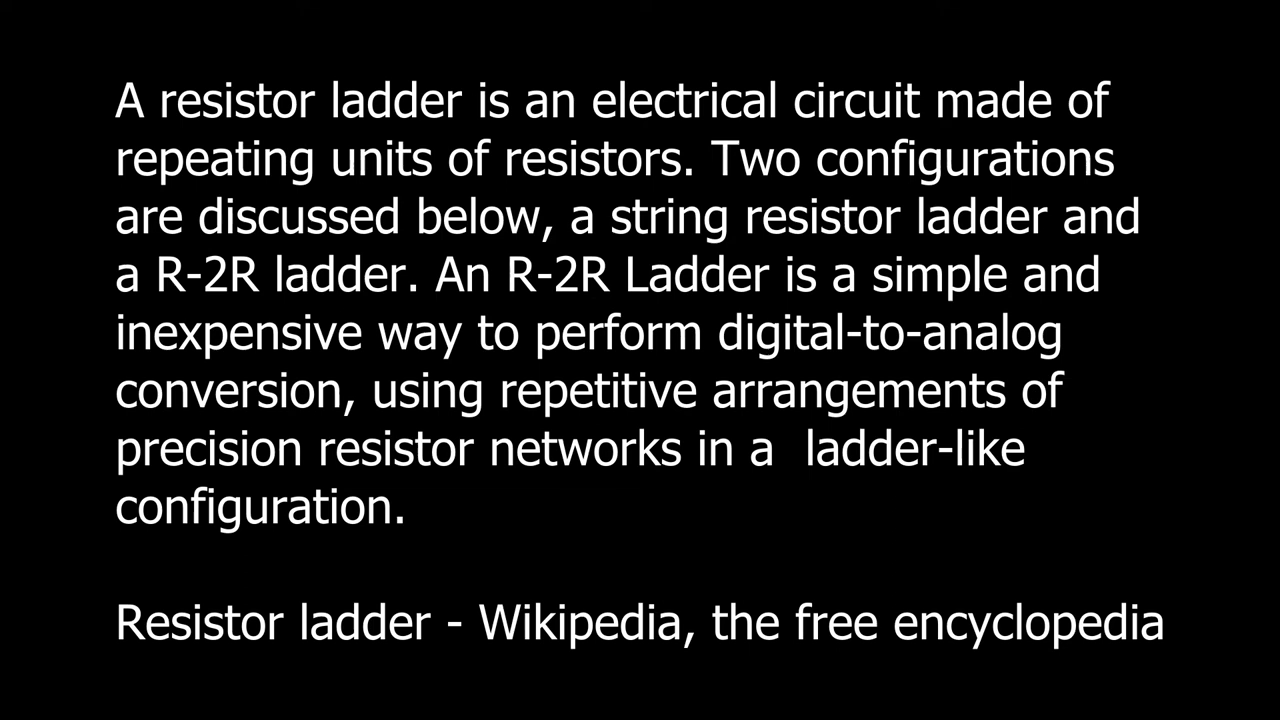 A resistor ladder is an electrical circuit made of
repeating units of resistors. Two configurations
are discussed below, a string resistor ladder and
a R-2R ladder. An R-2R Ladder is a simple and
inexpensive way to perform digital-to-analog
conversion, using repetitive arrangements of
precision resistor networks in a  ladder-like
configuration.
Resistor ladder - Wikipedia, the free encyclopedia